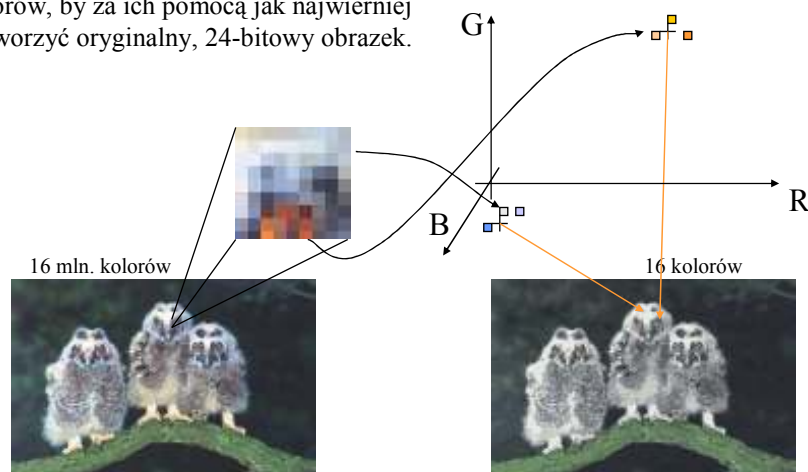 orów, by za ich pomocą jak najwierniej
worzyć oryginalny, 24-bitowy obrazek.
G
R
B
16 mln. kolorów
16 kolorów